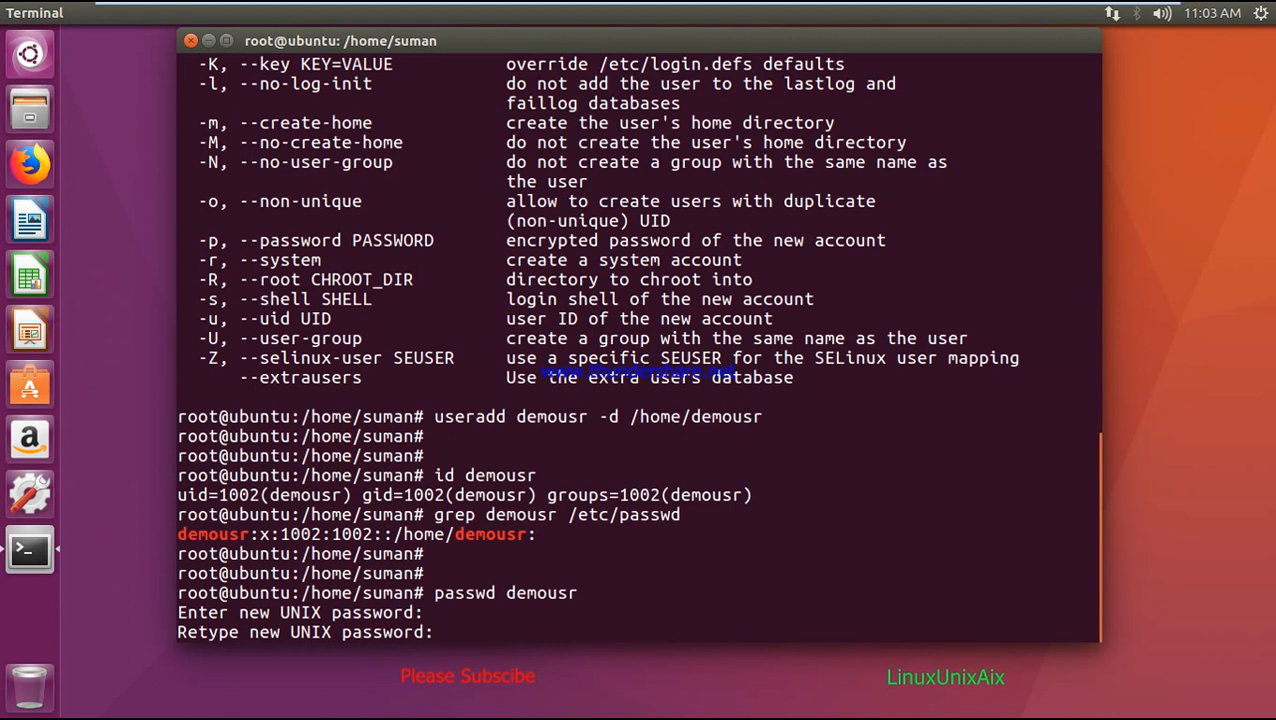 Terminal
11:03 AM
root@ubuntu: /home/suman
-K, --key KEY=VALUE override /etc/login.defs defaults
-l, --no-log-init do not add the user to the lastlog and
faillog databases
-m, --create-home create the user's home directory
-M, --no-create-home do not create the user's home directory
-N, --no-user-group do not create a group with the same name as
the user
-o, --non-unique allow to create users with duplicate
(non-unique) UID
-p, --password PASSWORD encrypted password of the new account
-r, --system create a system account
-R, --root CHROOT_DIR directory to chroot into
-s, --shell SHELL login shell of the new account
-u, --uid UID user ID of the new account
-U, --user-group create a group with the same name as the user
-Z, --selinux-user SEUSER use a specific SEUSER for the SELinux user mapping
www.thundershare.net
--extrausers Use the extra users database
root@ubuntu:/home/suman# useradd demousr -d /home/demousr
root@ubuntu:/home/suman#
root@ubuntu:/home/suman#
root@ubuntu:/home/suman# id demousr
uid=1002(demousr) gid=1002(demousr) groups=1002(demousr)
root@ubuntu:/home/suman# grep demousr /etc/passwd
demousr:x:1002:1002::/home/demousr:
root@ubuntu:/home/suman#
root@ubuntu:/home/suman#
root@ubuntu:/home/suman# passwd demousr
Enter new UNIX password:
Retype new UNIX password:
Please Subscibe
LinuxUnixAix